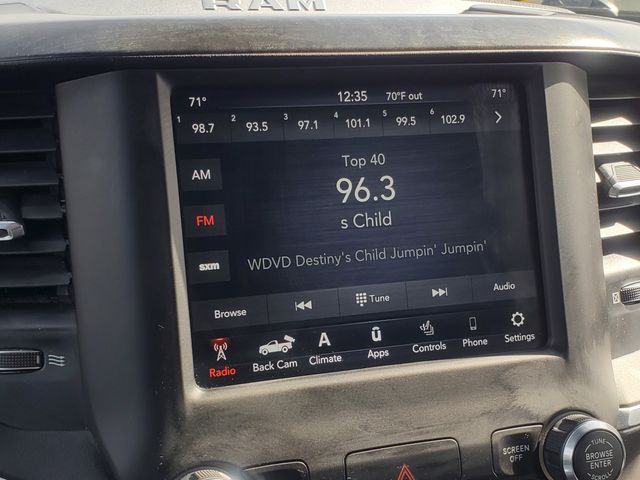 RAM
71° 12:35 70°F out 71°
1 98.7 2 93.5 3 97.1 4 101.1 5 99.5 6 102.9
Top 40
AM
96.3
FM
s Child
sxm
WDVD Destiny's Child Jumpin' Jumpin'
Browse Tune Audio
Radio Back Cam Climate Apps Controls Phone Settings
SCREEN
OFF
TUNE
BROWSE
ENTER
SCROLL